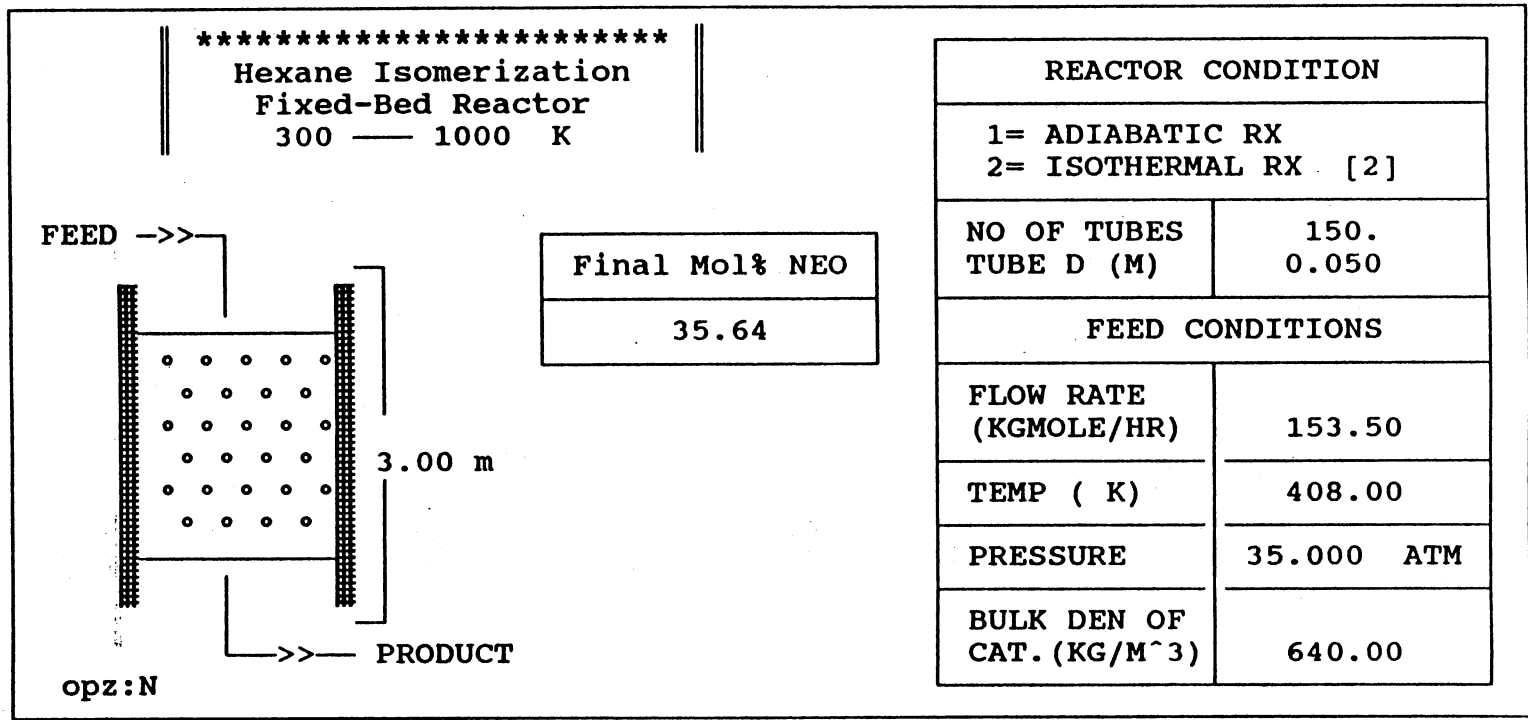 ************************
Hexane Isomerization
Fixed-Bed Reactor
300 —— 1000 K
FEED ->>
Final Mol% NEO
35.64
3.00 m
>>— PRODUCT
opz:N
REACTOR CONDITION
1= ADIABATIC RX
2= ISOTHERMAL RX [2]
NO OF TUBES 150.
TUBE D (M) 0.050
FEED CONDITIONS
FLOW RATE
(KGMOLE/HR) 153.50
TEMP ( K) 408.00
PRESSURE 35.000 ATM
BULK DEN OF
CAT.(KG/M^3) 640.00